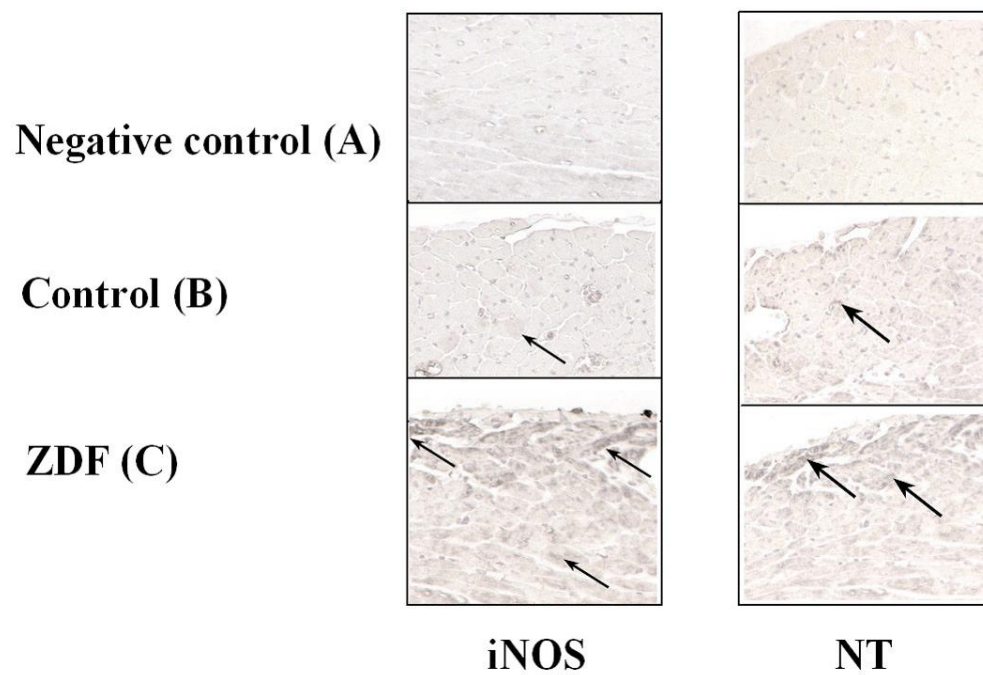 Negative control (A)
Control (B)
ZDF (C)
iNOS
NT